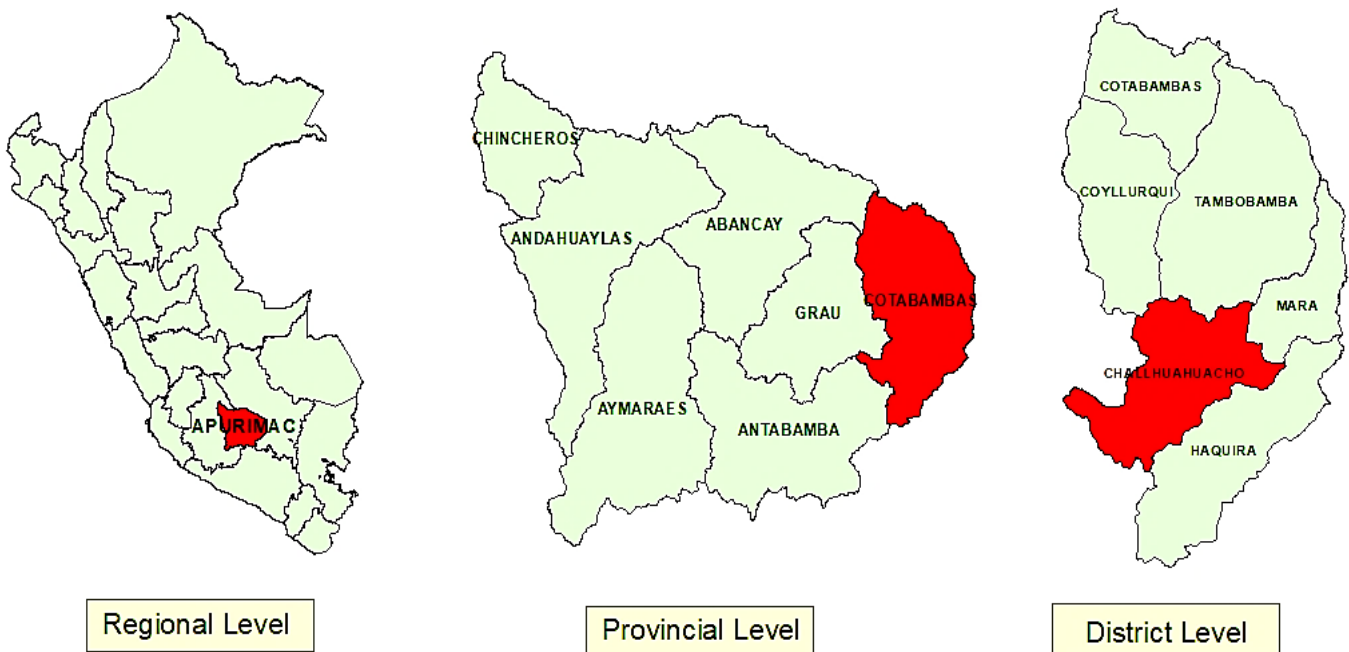 APURIMAC
Regional Level
CHINCHEROS
ANDAHUAYLAS
ABANCAY
COTABAMBAS
GRAU
AYMARAES
ANTABAMBA
Provincial Level
COTABAMBAS
COYLLURQUI
TAMBOBAMBA
MARA
CHALLHUAHUACHO
HAQUIRA
District Level